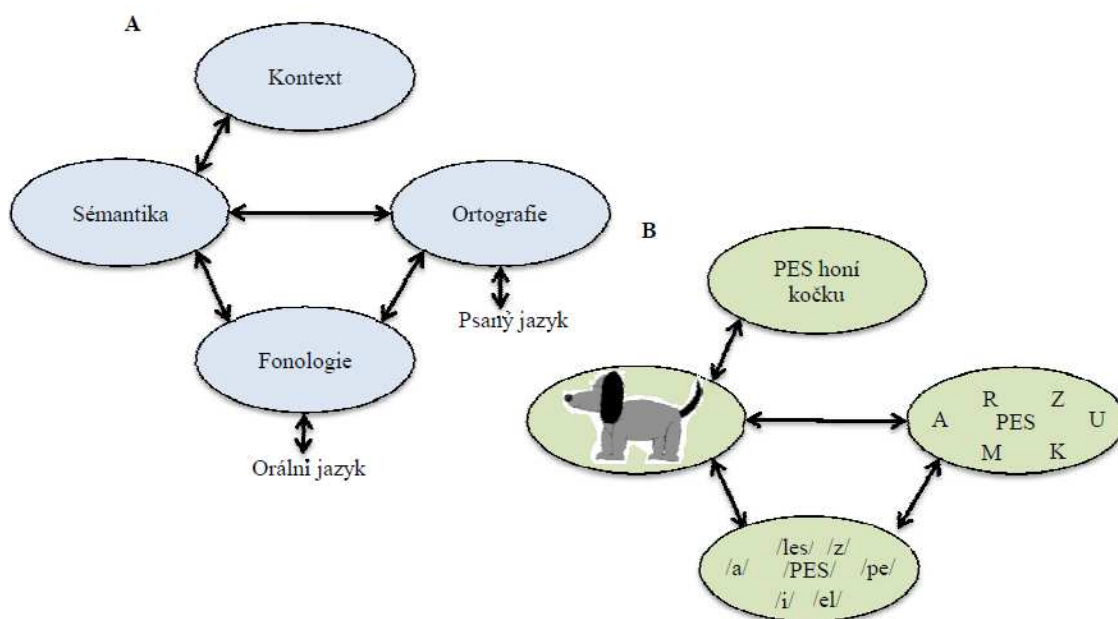 A
Kontext
Sémantika
Ortografie
Psaný jazyk
Fonologie
Orální jazyk
B
PES honí
kočku
R Z
A PES U
M K
/les/ /z/
/a/ /PES/ /pe/
/i/ /el/